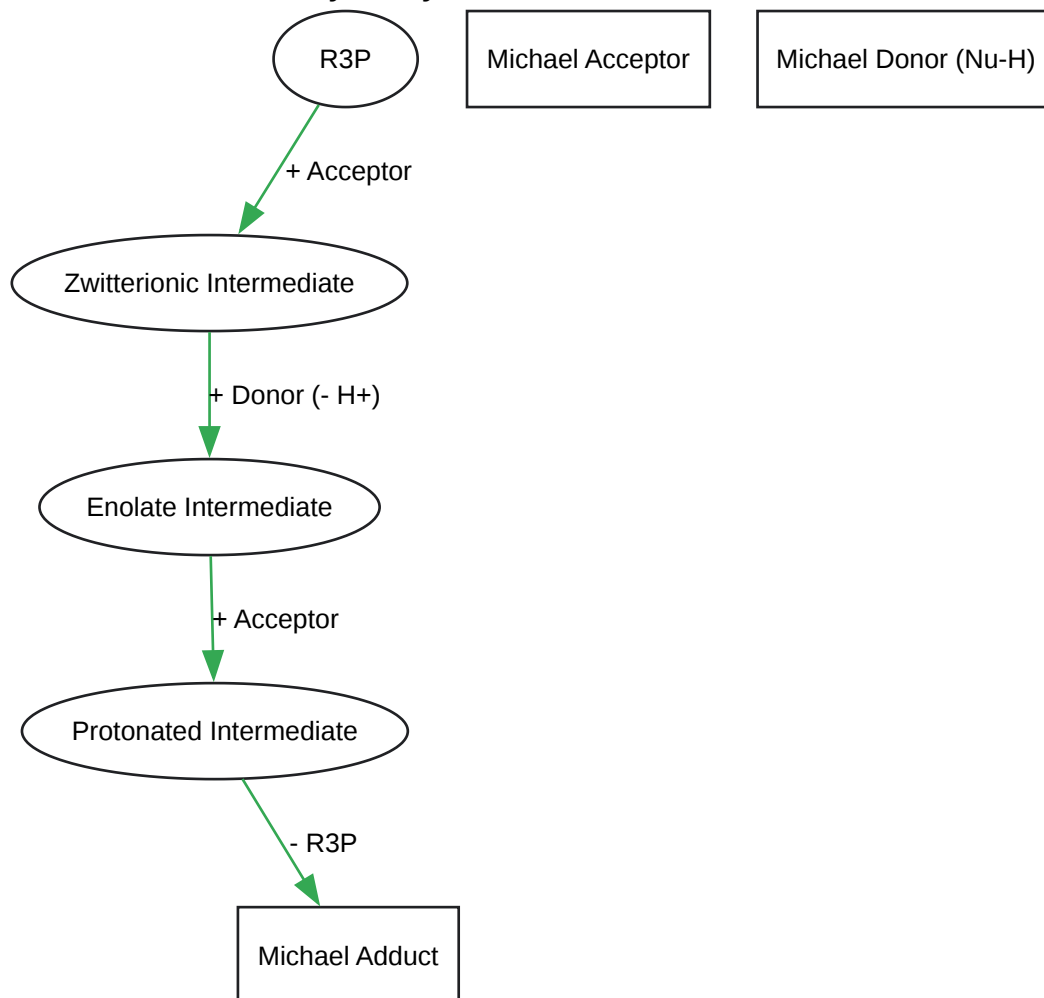 R3P
Michael Acceptor
Michael Donor (Nu-H)
+ Acceptor
Zwitterionic Intermediate
+ Donor (- H+)
Enolate Intermediate
+ Acceptor
Protonated Intermediate
- R3P
Michael Adduct